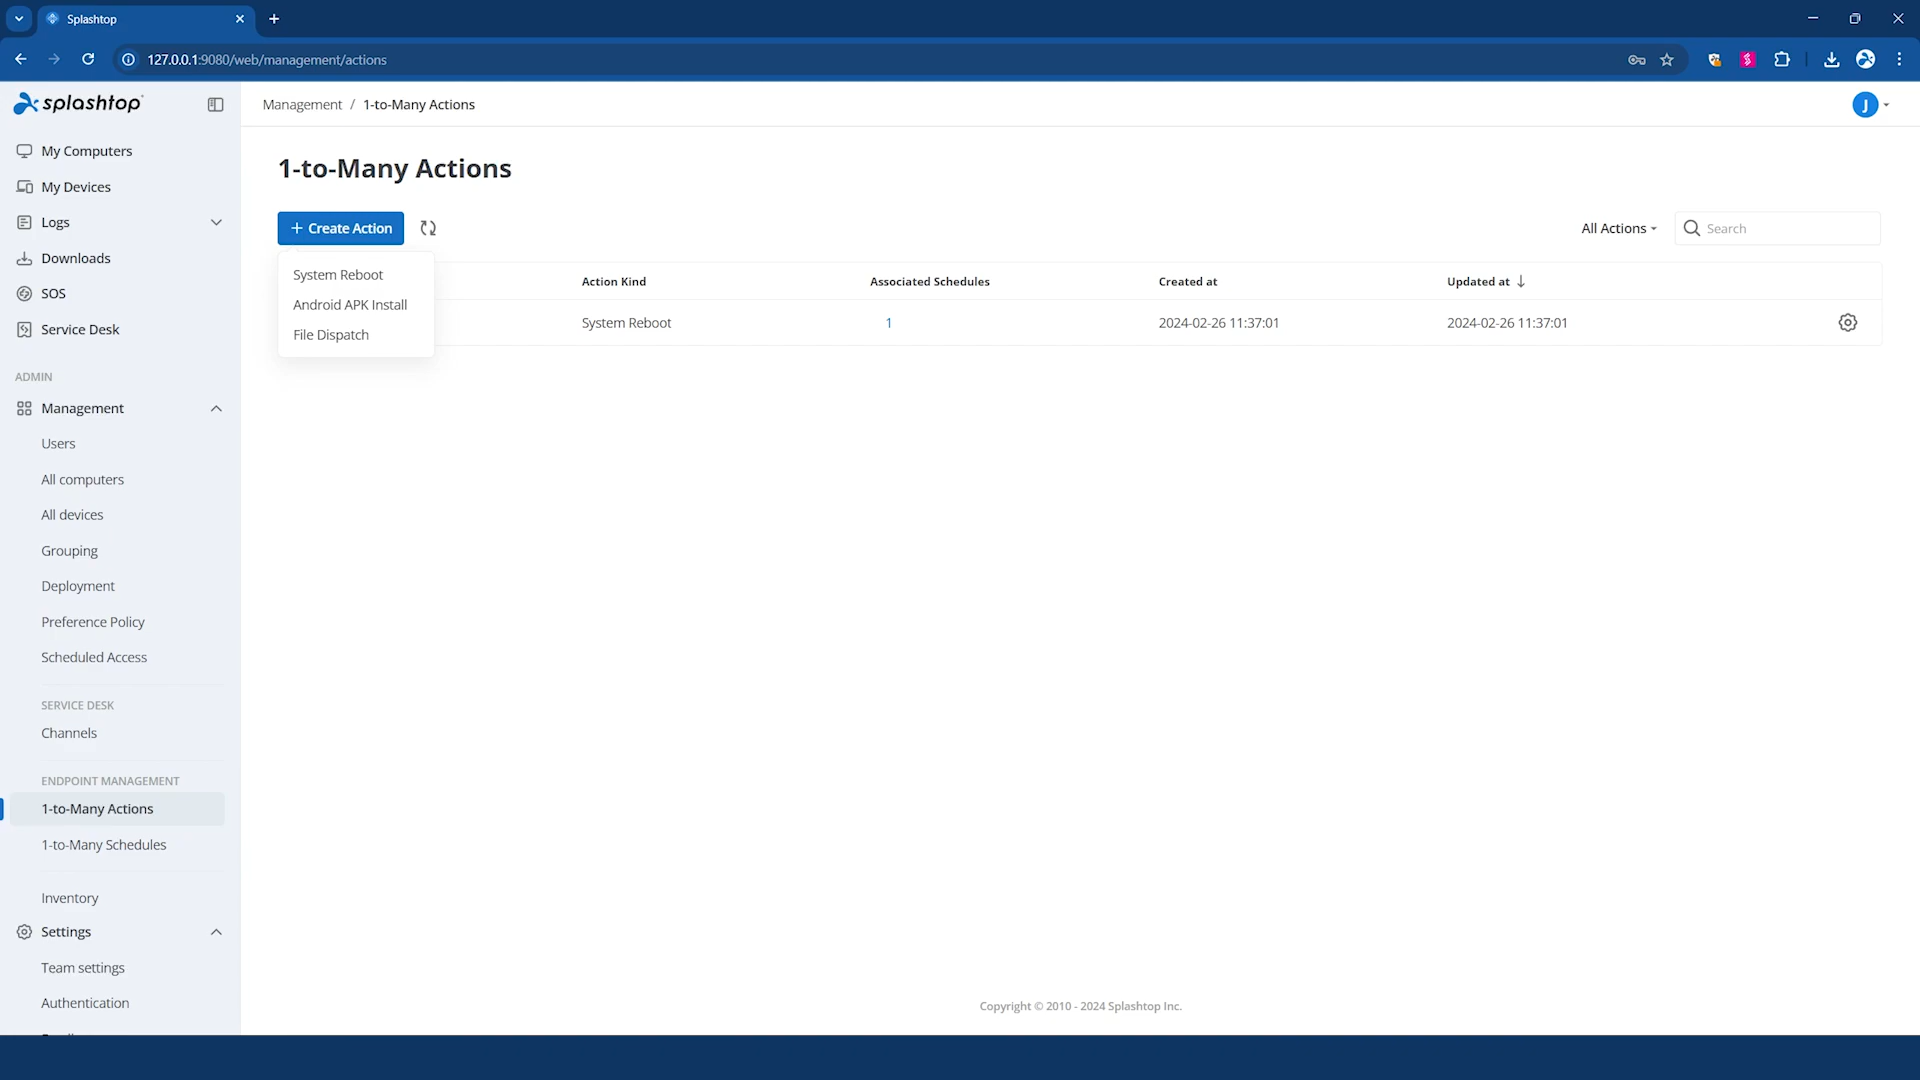 Splashtop
127.0.0.1:9080/web/management/actions
splashtop
Management / 1-to-Many Actions
J
My Computers
My Devices
Logs
Downloads
SOS
Service Desk
ADMIN
Management
Users
All computers
All devices
Grouping
Deployment
Preference Policy
Scheduled Access
SERVICE DESK
Channels
ENDPOINT MANAGEMENT
1-to-Many Actions
1-to-Many Schedules
Inventory
Settings
Team settings
Authentication
1-to-Many Actions
+ Create Action
All Actions
Search
System Reboot
Android APK Install
File Dispatch
Action Kind
Associated Schedules
Created at
Updated at ↓
System Reboot
1
2024-02-26 11:37:01
2024-02-26 11:37:01
Copyright © 2010 - 2024 Splashtop Inc.